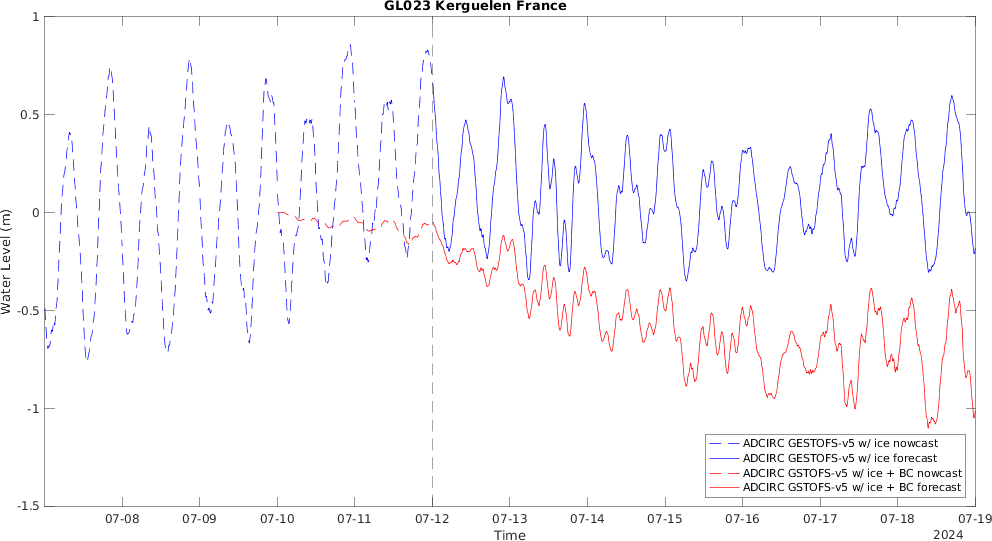 GL023 Kerguelen France
Water Level (m)
1
0.5
0
-0.5
-1
-1.5
07-08
07-09
07-10
07-11
07-12
07-13
07-14
07-15
07-16
07-17
07-18
07-19
Time
2024
ADCIRC GESTOFS-v5 w/ ice nowcast
ADCIRC GESTOFS-v5 w/ ice forecast
ADCIRC GSTOFS-v5 w/ ice + BC nowcast
ADCIRC GSTOFS-v5 w/ ice + BC forecast